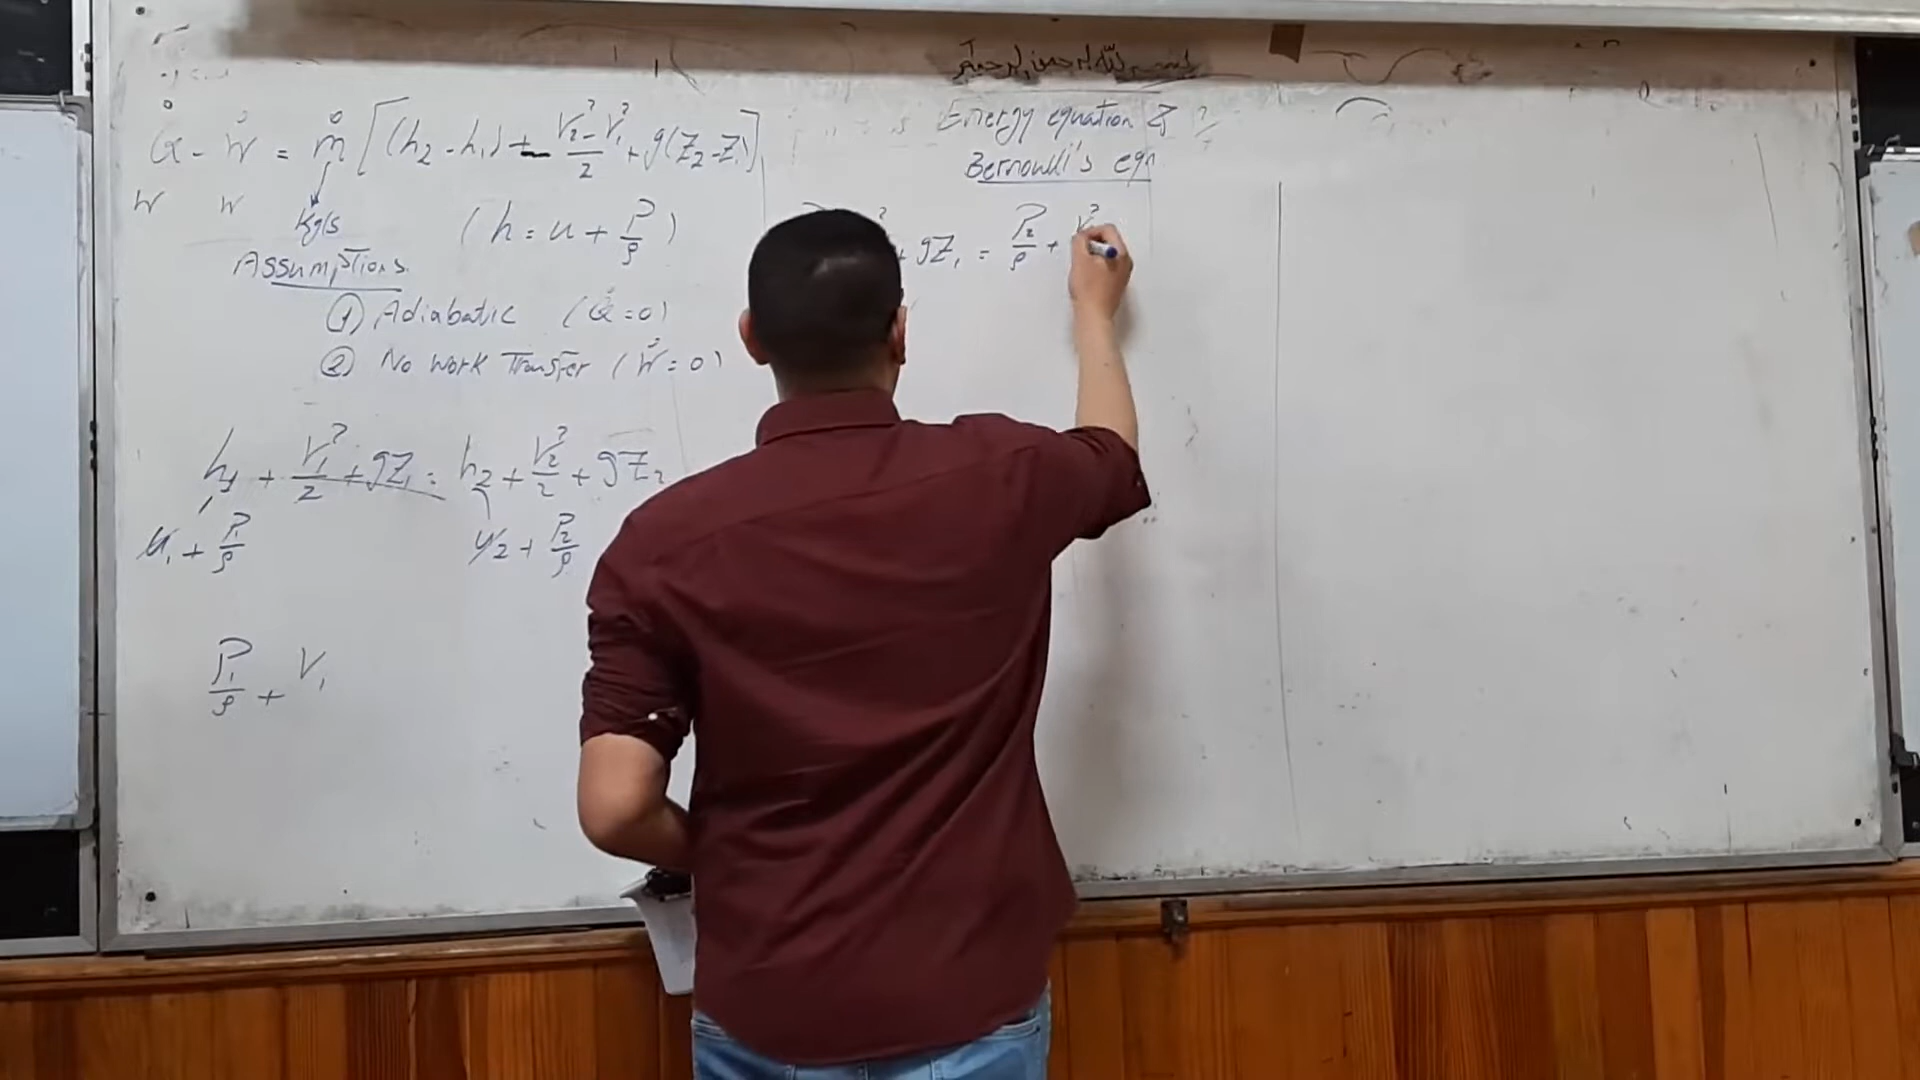 بسم الله الرحمن الرحيم
Energy equation &
Bernoulli's eqn
Q̇ - Ẇ = ṁ [(h₂ - h₁) + V₂² - V₁² / 2 + g(Z₂ - Z₁)]
W W kg/s (h = u + P/ρ)
Assumptions
① Adiabatic (Q̇ = 0)
② No work Transfer (Ẇ = 0)
h₁ + V₁²/2 + gZ₁ = h₂ + V₂²/2 + gZ₂
u₁ + P₁/ρ u₂ + P₂/ρ
P₁/ρ + V₁
+ gZ₁ = P₂/ρ + V²